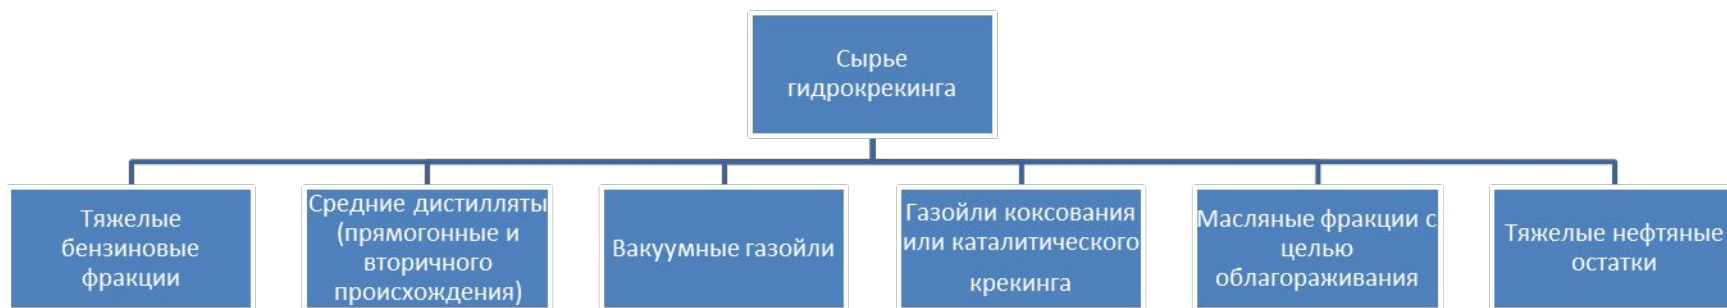 Сырье
гидрокрекинга
Тяжелые
бензиновые
фракции
Средние дистилляты
(прямогонные и
вторичного
происхождения)
Вакуумные газойли
Газойли коксования
или каталитического
крекинга
Масляные фракции с
целью
облагораживания
Тяжелые нефтяные
остатки